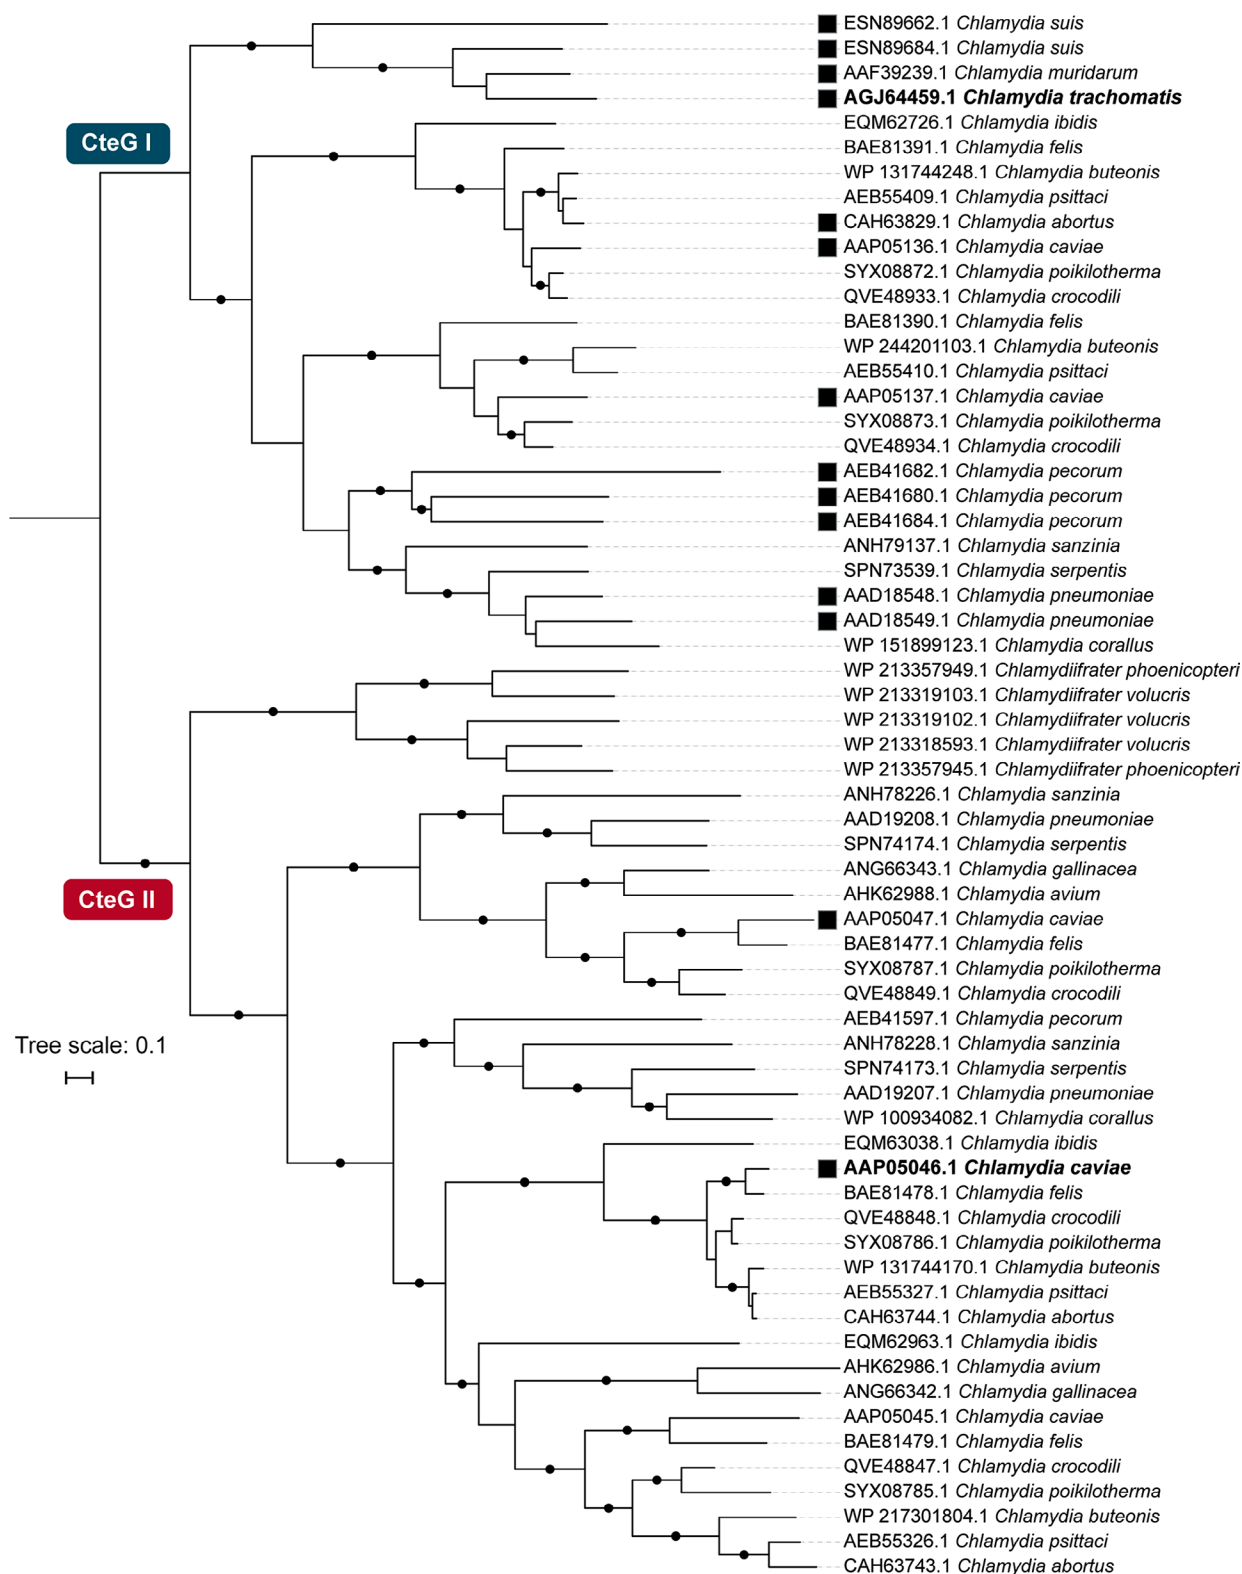 ESN89662.1 Chlamydia suis
ESN89684.1 Chlamydia suis
AAF39239.1 Chlamydia muridarum
AGJ64459.1 Chlamydia trachomatis
EQM62726.1 Chlamydia ibidis
CteG I
BAE81391.1 Chlamydia felis
WP 131744248.1 Chlamydia buteonis
AEB55409.1 Chlamydia psittaci
CAH63829.1 Chlamydia abortus
AAP05136.1 Chlamydia caviae
SYX08872.1 Chlamydia poikilotherma
QVE48933.1 Chlamydia crocodili
BAE81390.1 Chlamydia felis
WP 244201103.1 Chlamydia buteonis
AEB55410.1 Chlamydia psittaci
AAP05137.1 Chlamydia caviae
SYX08873.1 Chlamydia poikilotherma
QVE48934.1 Chlamydia crocodili
AEB41682.1 Chlamydia pecorum
AEB41680.1 Chlamydia pecorum
AEB41684.1 Chlamydia pecorum
ANH79137.1 Chlamydia sanzinia
SPN73539.1 Chlamydia serpentis
AAD18548.1 Chlamydia pneumoniae
AAD18549.1 Chlamydia pneumoniae
WP 151899123.1 Chlamydia corallus
WP 213357949.1 Chlamydiifrater phoenicopteri
WP 213319103.1 Chlamydiifrater volucris
WP 213319102.1 Chlamydiifrater volucris
WP 213318593.1 Chlamydiifrater volucris
WP 213357945.1 Chlamydiifrater phoenicopteri
ANH78226.1 Chlamydia sanzinia
AAD19208.1 Chlamydia pneumoniae
SPN74174.1 Chlamydia serpentis
ANG66343.1 Chlamydia gallinacea
AHK62988.1 Chlamydia avium
CteG II
AAP05047.1 Chlamydia caviae
BAE81477.1 Chlamydia felis
SYX08787.1 Chlamydia poikilotherma
QVE48849.1 Chlamydia crocodili
AEB41597.1 Chlamydia pecorum
Tree scale: 0.1
ANH78228.1 Chlamydia sanzinia
SPN74173.1 Chlamydia serpentis
AAD19207.1 Chlamydia pneumoniae
WP 100934082.1 Chlamydia corallus
EQM63038.1 Chlamydia ibidis
AAP05046.1 Chlamydia caviae
BAE81478.1 Chlamydia felis
QVE48848.1 Chlamydia crocodili
SYX08786.1 Chlamydia poikilotherma
WP 131744170.1 Chlamydia buteonis
AEB55327.1 Chlamydia psittaci
CAH63744.1 Chlamydia abortus
EQM62963.1 Chlamydia ibidis
AHK62986.1 Chlamydia avium
ANG66342.1 Chlamydia gallinacea
AAP05045.1 Chlamydia caviae
BAE81479.1 Chlamydia felis
QVE48847.1 Chlamydia crocodili
SYX08785.1 Chlamydia poikilotherma
WP 217301804.1 Chlamydia buteonis
AEB55326.1 Chlamydia psittaci
CAH63743.1 Chlamydia abortus